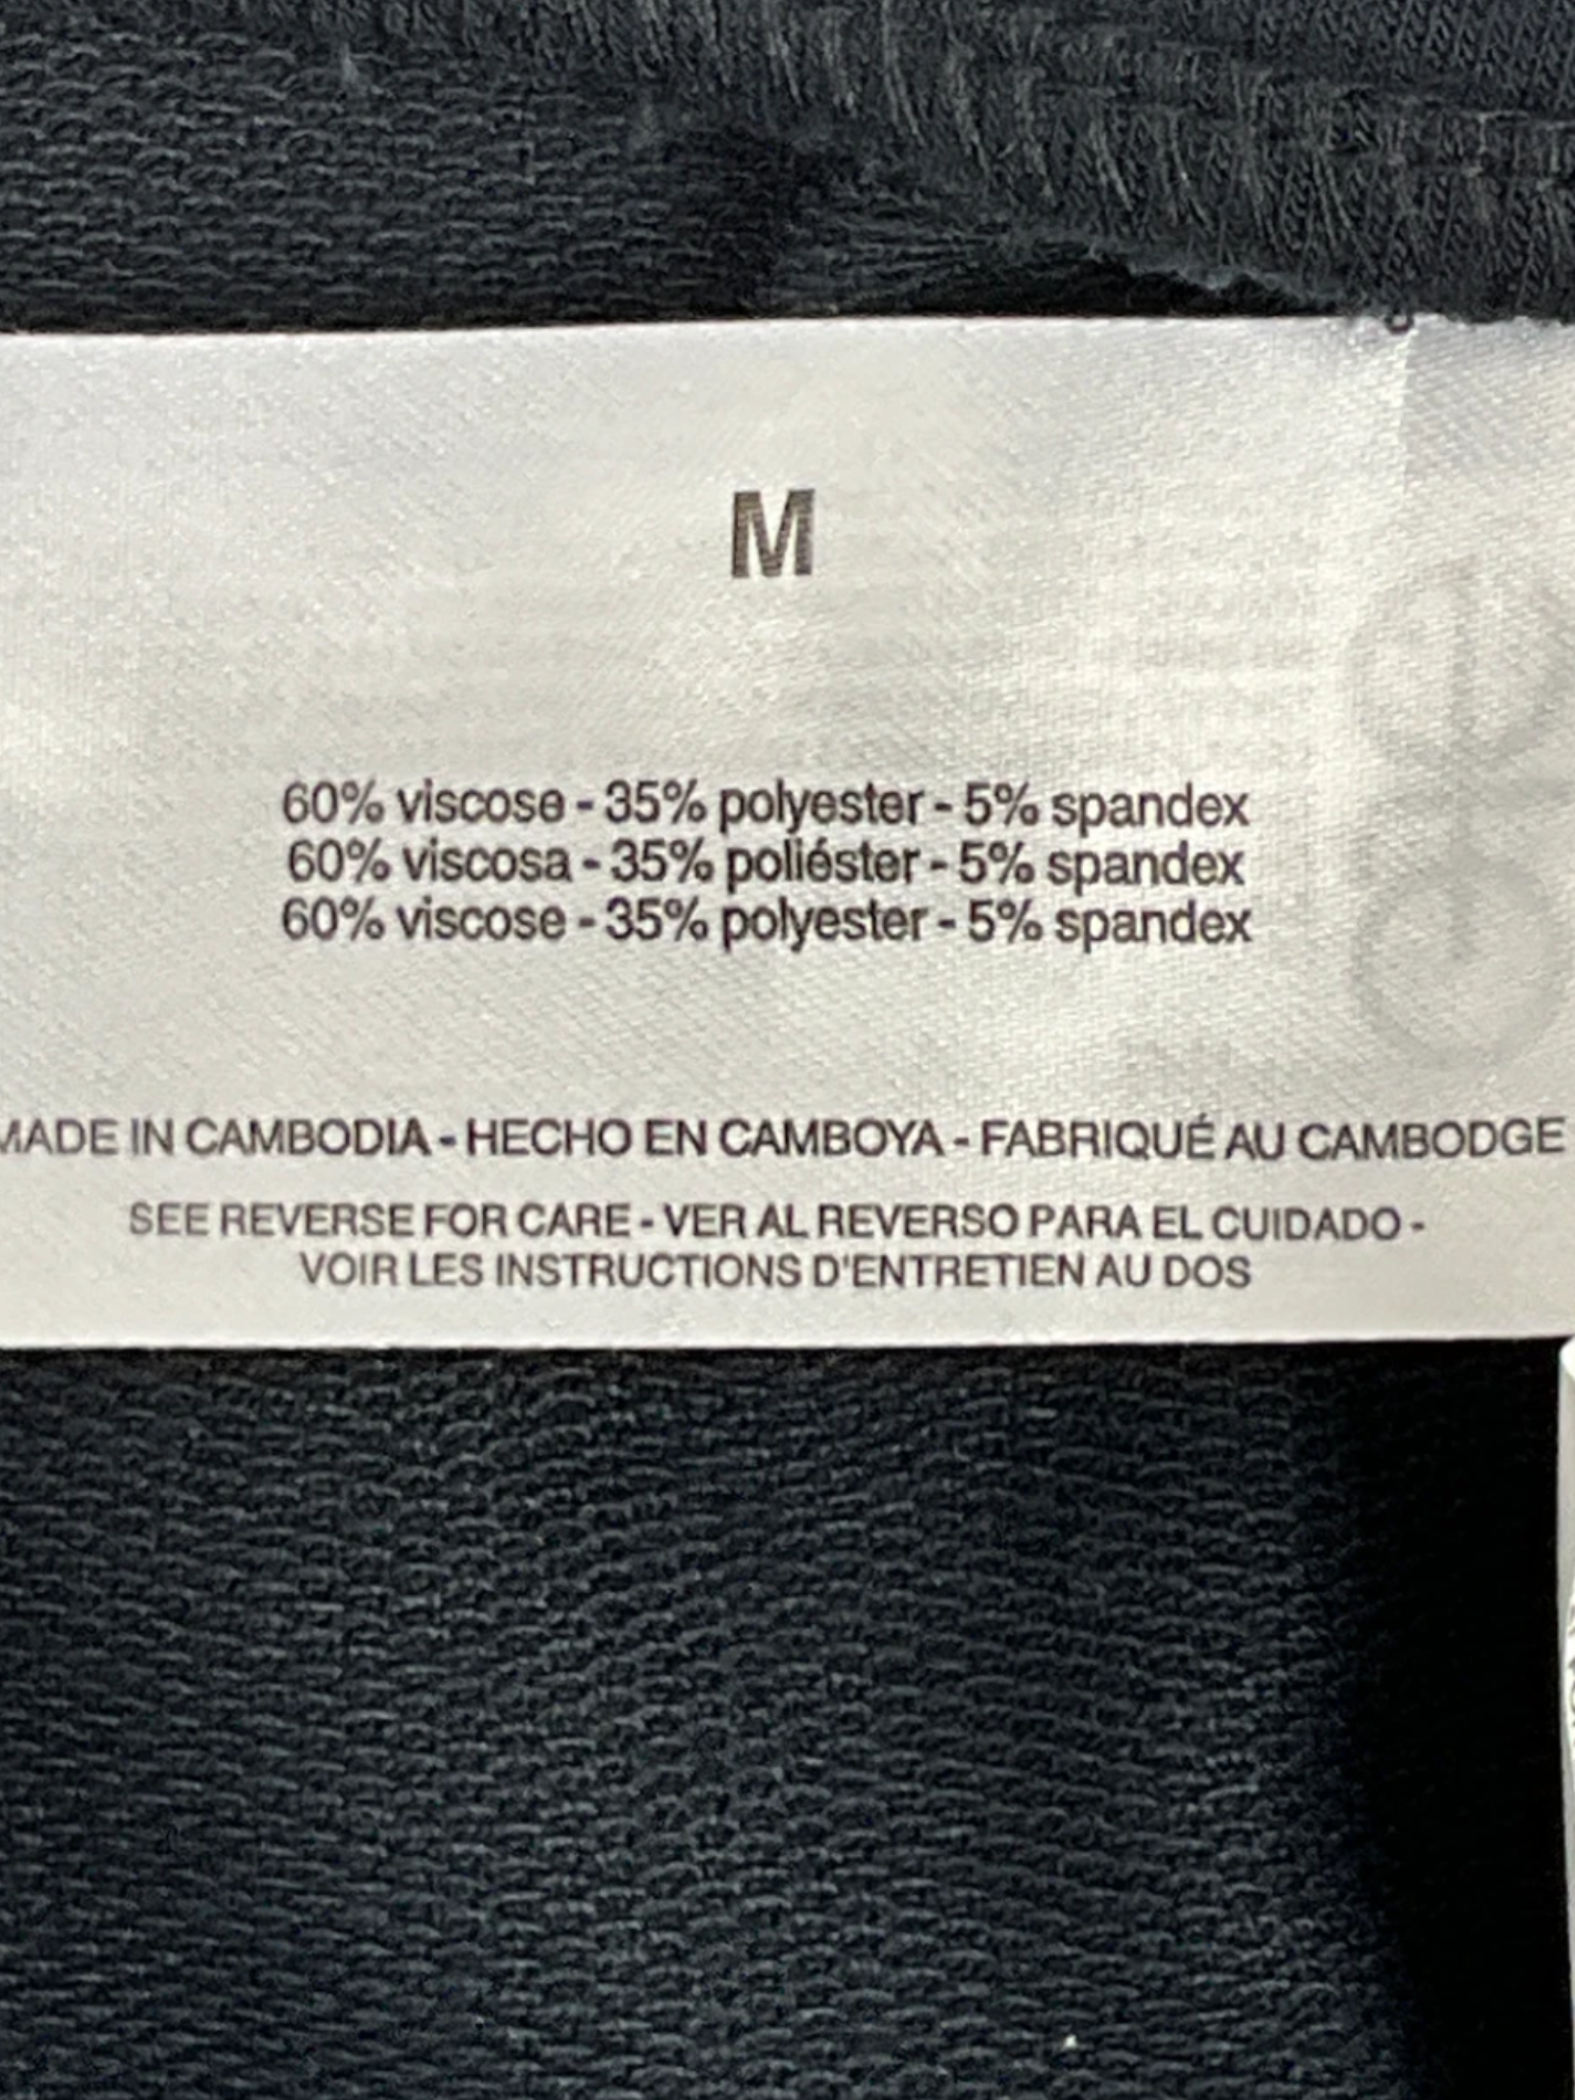 M
60% viscose - 35% polyester - 5% spandex
60% viscosa - 35% poliéster - 5% spandex
60% viscose - 35% polyester - 5% spandex
MADE IN CAMBODIA - HECHO EN CAMBOYA - FABRIQUÉ AU CAMBODGE
SEE REVERSE FOR CARE - VER AL REVERSO PARA EL CUIDADO -
VOIR LES INSTRUCTIONS D'ENTRETIEN AU DOS